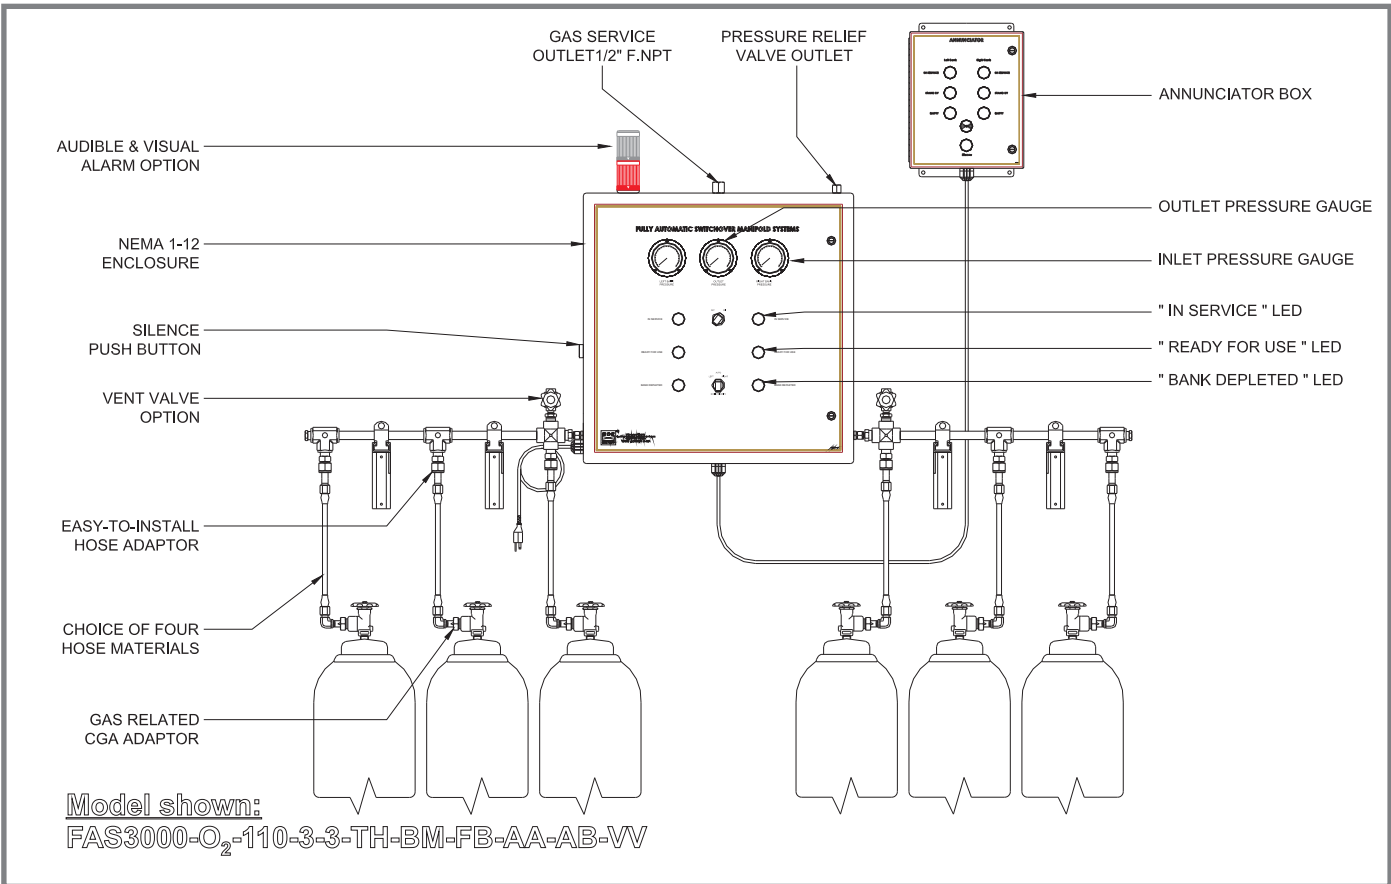 GAS SERVICE
OUTLET1/2" F.NPT
PRESSURE RELIEF
VALVE OUTLET
ANNUNCIATOR
ANNUNCIATOR BOX
AUDIBLE & VISUAL
ALARM OPTION
OUTLET PRESSURE GAUGE
NEMA 1-12
ENCLOSURE
FULLY AUTOMATIC SWITCHOVER MANIFOLD SYSTEMS
INLET PRESSURE GAUGE
OUTLET
PRESSURE
" IN SERVICE " LED
SILENCE
PUSH BUTTON
" READY FOR USE " LED
" BANK DEPLETED " LED
VENT VALVE
OPTION
EASY-TO-INSTALL
HOSE ADAPTOR
CHOICE OF FOUR
HOSE MATERIALS
GAS RELATED
CGA ADAPTOR
Model shown:
FAS3000-O₂-110-3-3-TH-BM-FB-AA-AB-VV